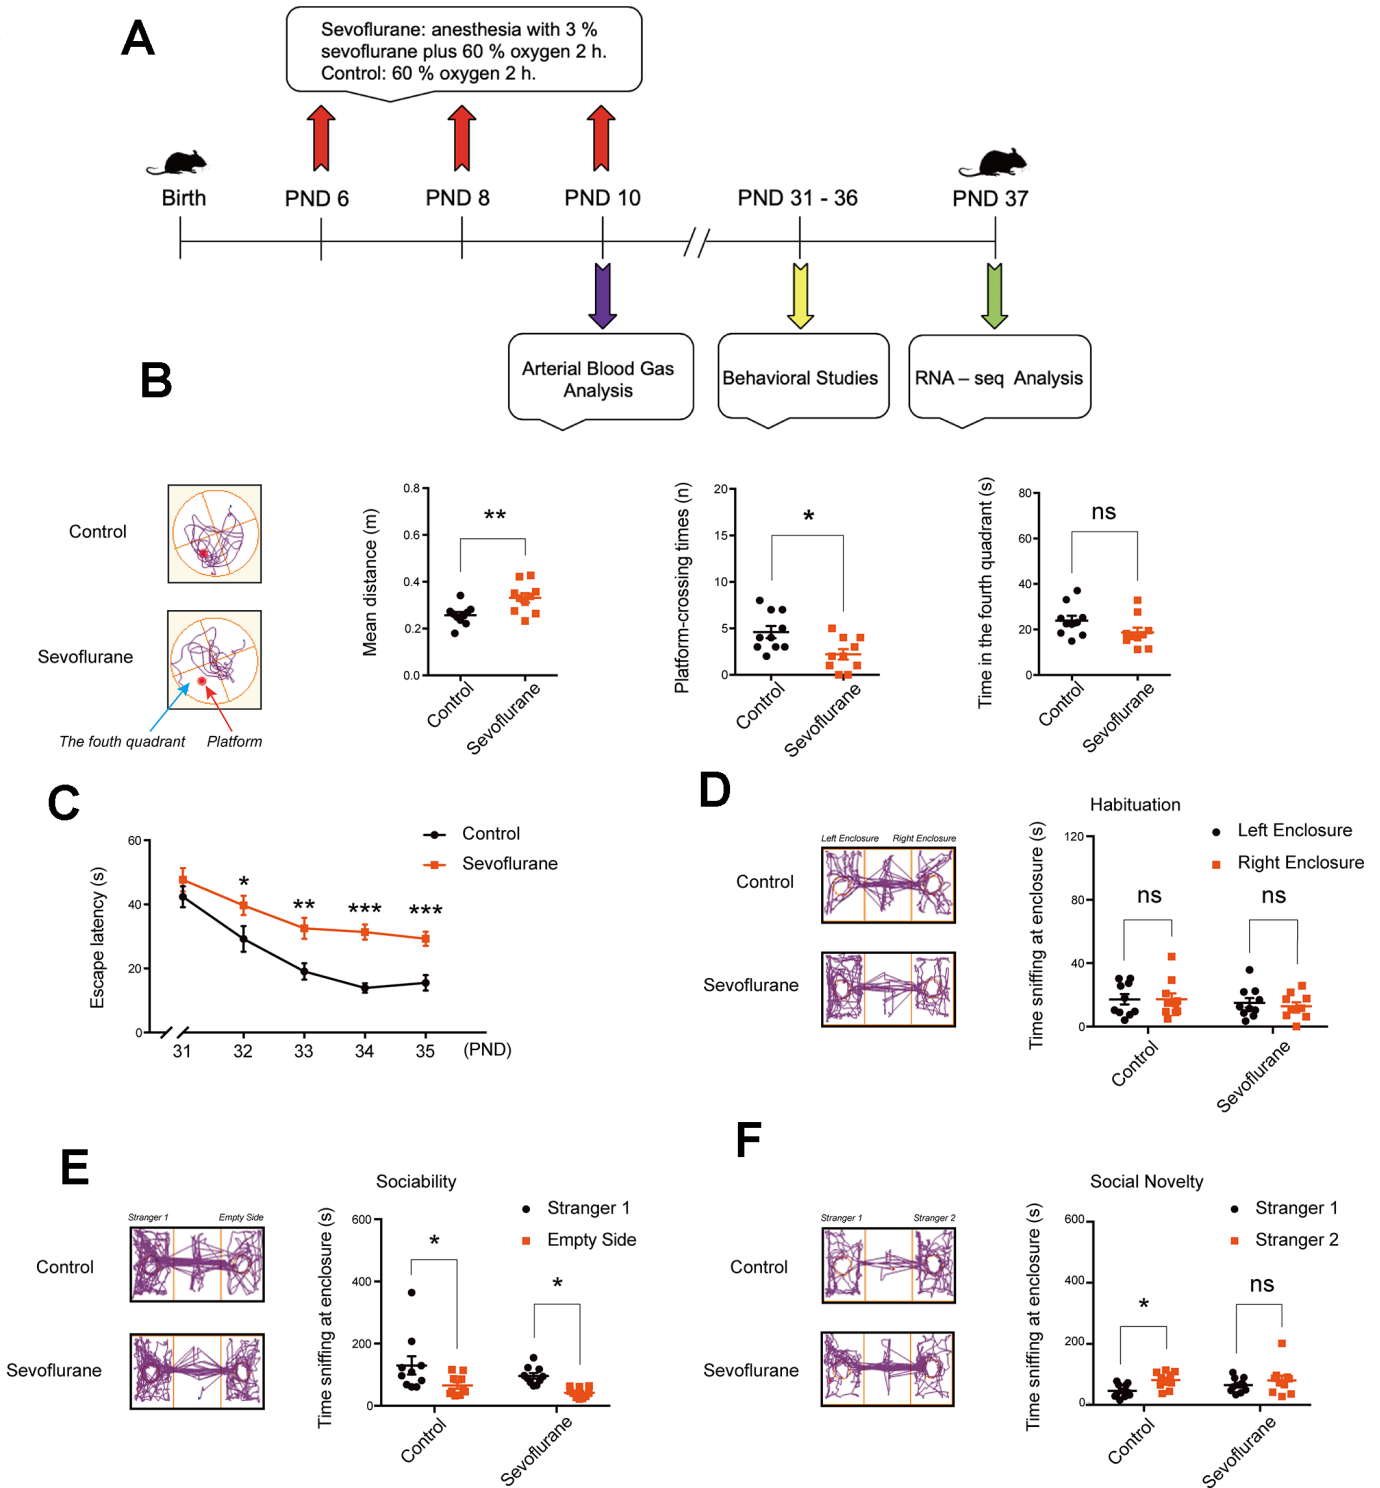 A
Sevoflurane: anesthesia with 3 %
sevoflurane plus 60 % oxygen 2 h.
Control: 60 % oxygen 2 h.
Birth
PND 6
PND 8
PND 10
PND 31 - 36
PND 37
Arterial Blood Gas
Analysis
Behavioral Studies
RNA – seq Analysis
B
Control
Sevoflurane
The fouth quadrant
Platform
Mean distance (m)
0.8
0.6
0.4
0.2
0.0
**
Control
Sevoflurane
Platform-crossing times (n)
20
15
10
5
0
*
Control
Sevoflurane
Time in the fourth quadrant (s)
80
60
40
20
0
ns
Control
Sevoflurane
C
Escape latency (s)
60
40
20
0
Control
Sevoflurane
*
**
***
***
31
32
33
34
35
(PND)
D
Habituation
Left Enclosure
Right Enclosure
Control
Sevoflurane
Time sniffing at enclosure (s)
120
80
40
0
Left Enclosure
Right Enclosure
ns
ns
Control
Sevoflurane
E
Sociability
Stranger 1
Empty Side
Control
Sevoflurane
Time sniffing at enclosure (s)
600
400
200
0
Stranger 1
Empty Side
*
*
Control
Sevoflurane
F
Social Novelty
Stranger 1
Stranger 2
Control
Sevoflurane
Time sniffing at enclosure (s)
600
400
200
0
Stranger 1
Stranger 2
*
ns
Control
Sevoflurane